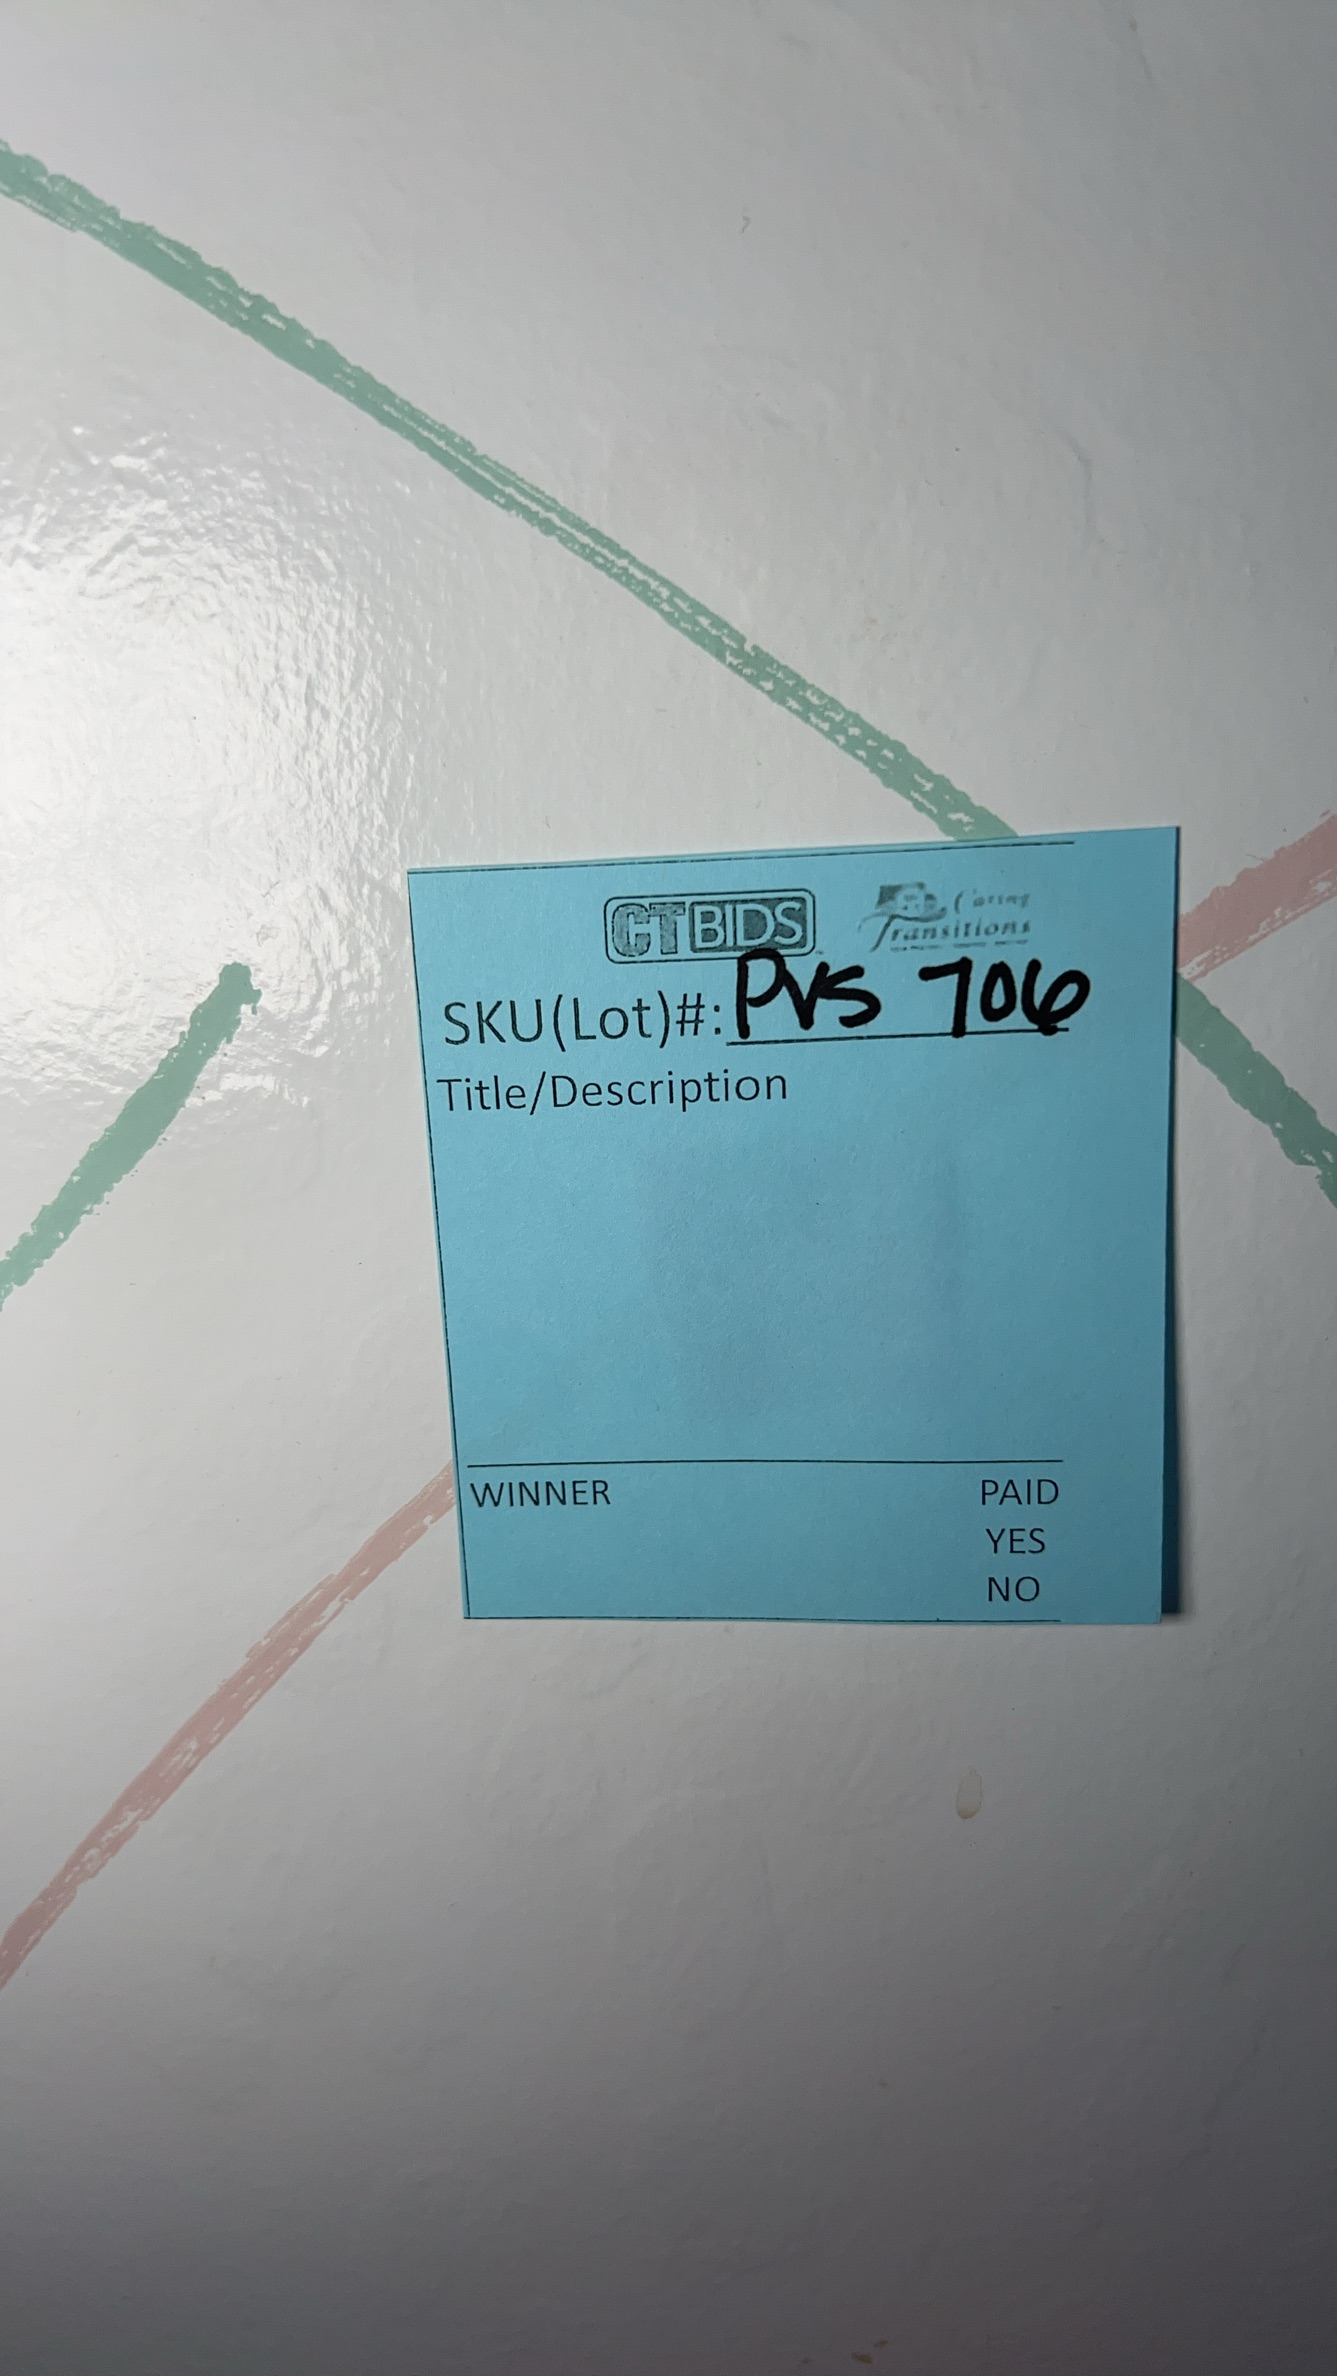 CTBIDS Caring
Transitions
SKU(Lot)#: PVS 706
Title/Description
WINNER PAID
YES
NO